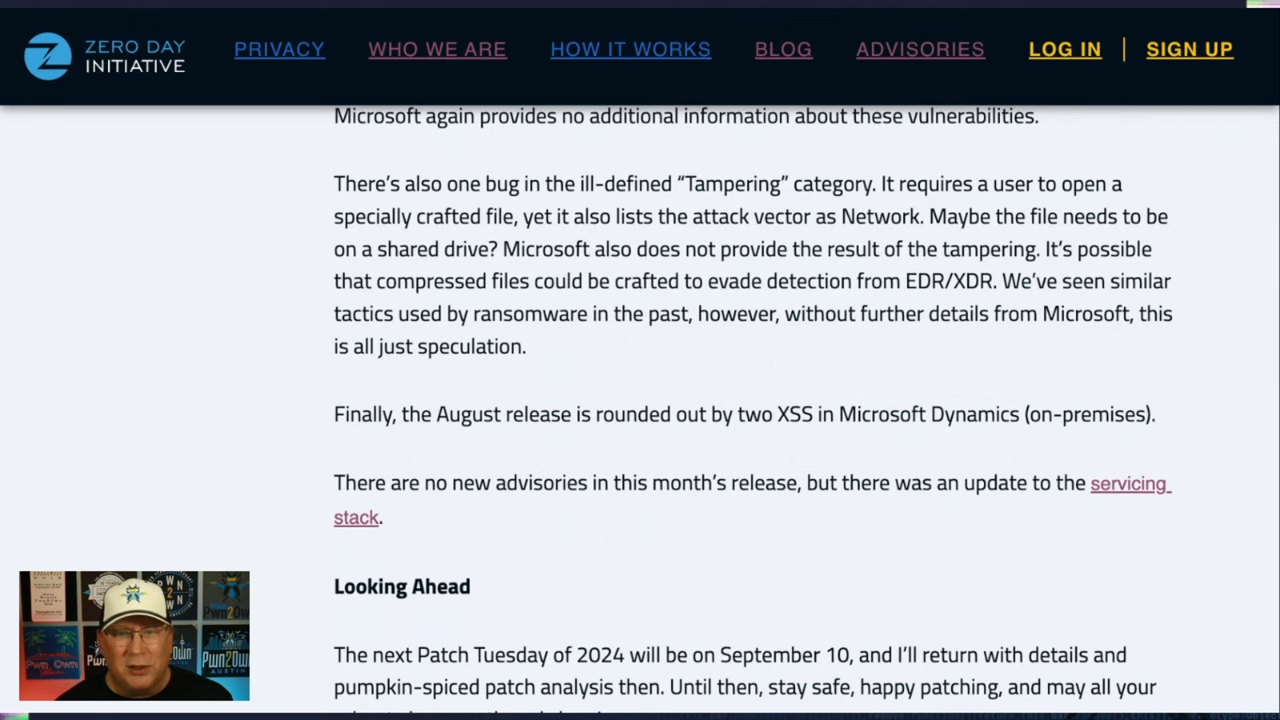 ZERO DAY
INITIATIVE
PRIVACY
WHO WE ARE
HOW IT WORKS
BLOG
ADVISORIES
LOG IN
SIGN UP
Microsoft again provides no additional information about these vulnerabilities.
There's also one bug in the ill-defined “Tampering” category. It requires a user to open a
specially crafted file, yet it also lists the attack vector as Network. Maybe the file needs to be
on a shared drive? Microsoft also does not provide the result of the tampering. It's possible
that compressed files could be crafted to evade detection from EDR/XDR. We've seen similar
tactics used by ransomware in the past, however, without further details from Microsoft, this
is all just speculation.
Finally, the August release is rounded out by two XSS in Microsoft Dynamics (on-premises).
There are no new advisories in this month's release, but there was an update to the servicing
stack.
Looking Ahead
The next Patch Tuesday of 2024 will be on September 10, and I'll return with details and
pumpkin-spiced patch analysis then. Until then, stay safe, happy patching, and may all your
PWN
OWN
Pwn2Own
Pwn Own
Own
Pwn2Own
AUSTIN